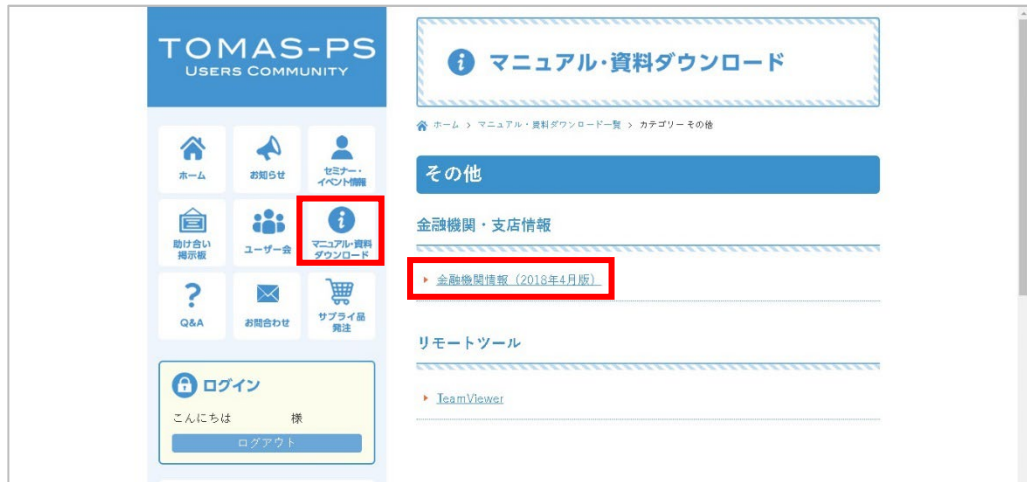 TOMAS-PS
USERS COMMUNITY
ホーム
お知らせ
セミナー・
イベント情報
助け合い
掲示板
ユーザー会
マニュアル・資料
ダウンロード
Q&A
お問合わせ
サプライ品
発注
ログイン
こんにちは 様
ログアウト
マニュアル・資料ダウンロード
ホーム > マニュアル・資料ダウンロード一覧 > カテゴリー その他
その他
金融機関・支店情報
金融機関情報（2018年4月版）
リモートツール
TeamViewer